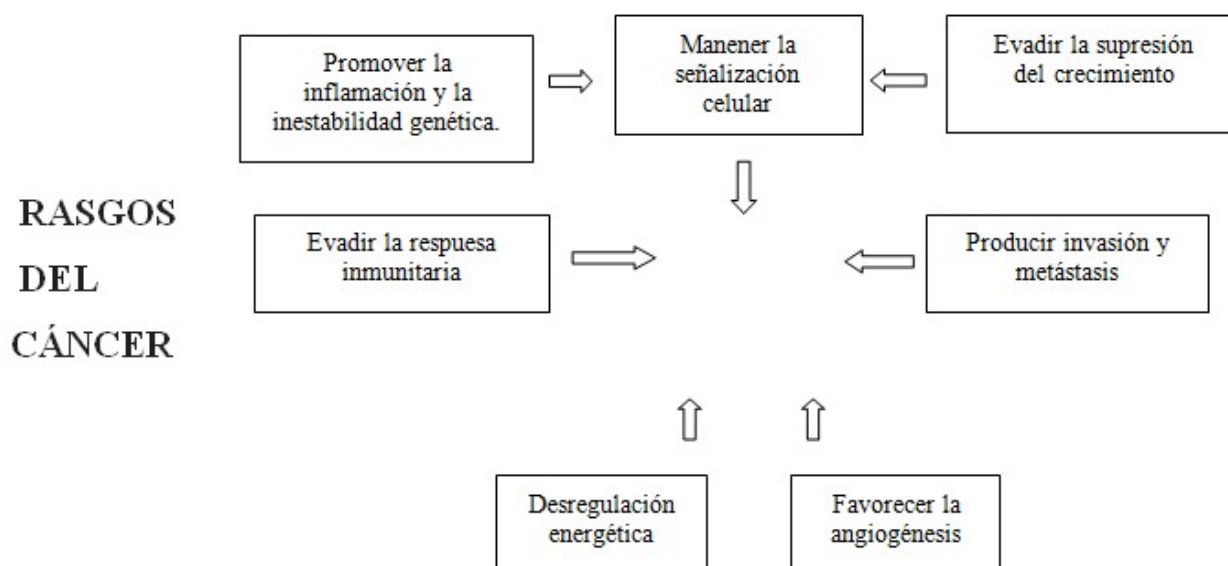 Promover la
inflamación y la
inestabilidad genética.
Manener la
señalización
celular
Evadir la supresión
del crecimiento
RASGOS
DEL
CÁNCER
Evadir la respuesa
inmunitaria
Producir invasión y
metástasis
Desregulación
energética
Favorecer la
angiogénesis